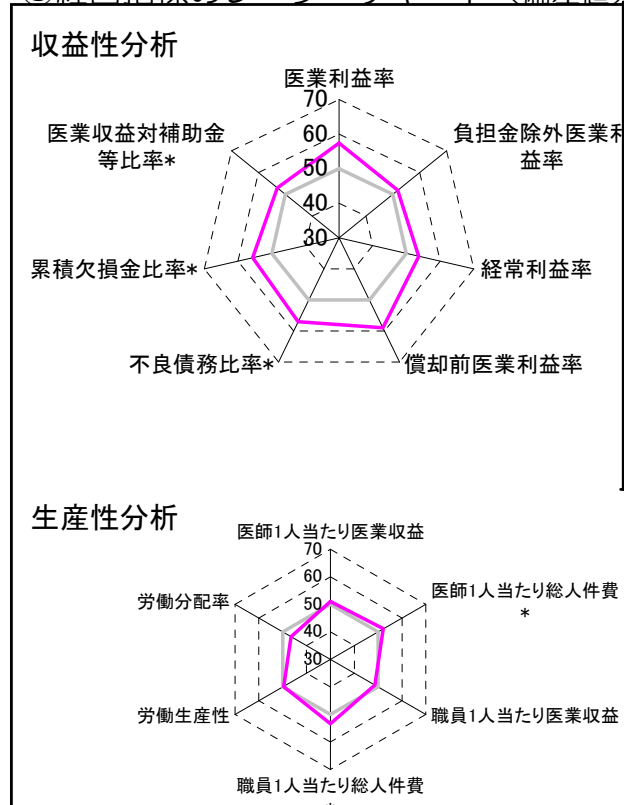 収益性分析
医業利益率
70
60
50
40
30
負担金除外医業利
益率
医業収益対補助金
等比率*
累積欠損金比率*
経常利益率
不良債務比率*
償却前医業利益率
生産性分析
医師1人当たり医業収益
70
60
50
40
30
医師1人当たり総人件費
*
労働分配率
労働生産性
職員1人当たり医業収益
職員1人当たり総人件費